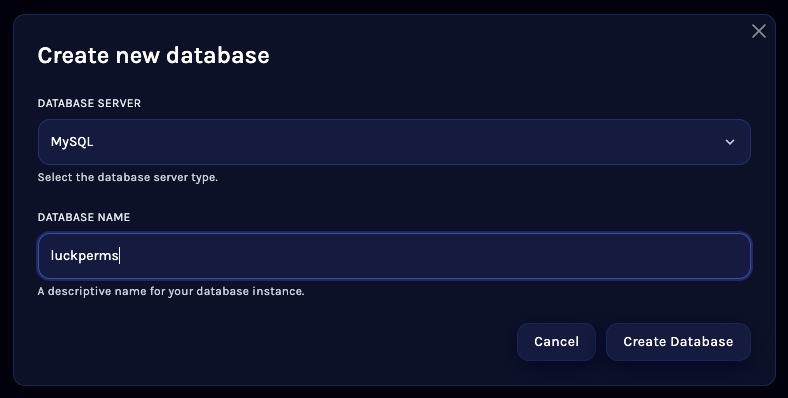 Create new database
DATABASE SERVER
MySQL
Select the database server type.
DATABASE NAME
luckperms
A descriptive name for your database instance.
Cancel
Create Database